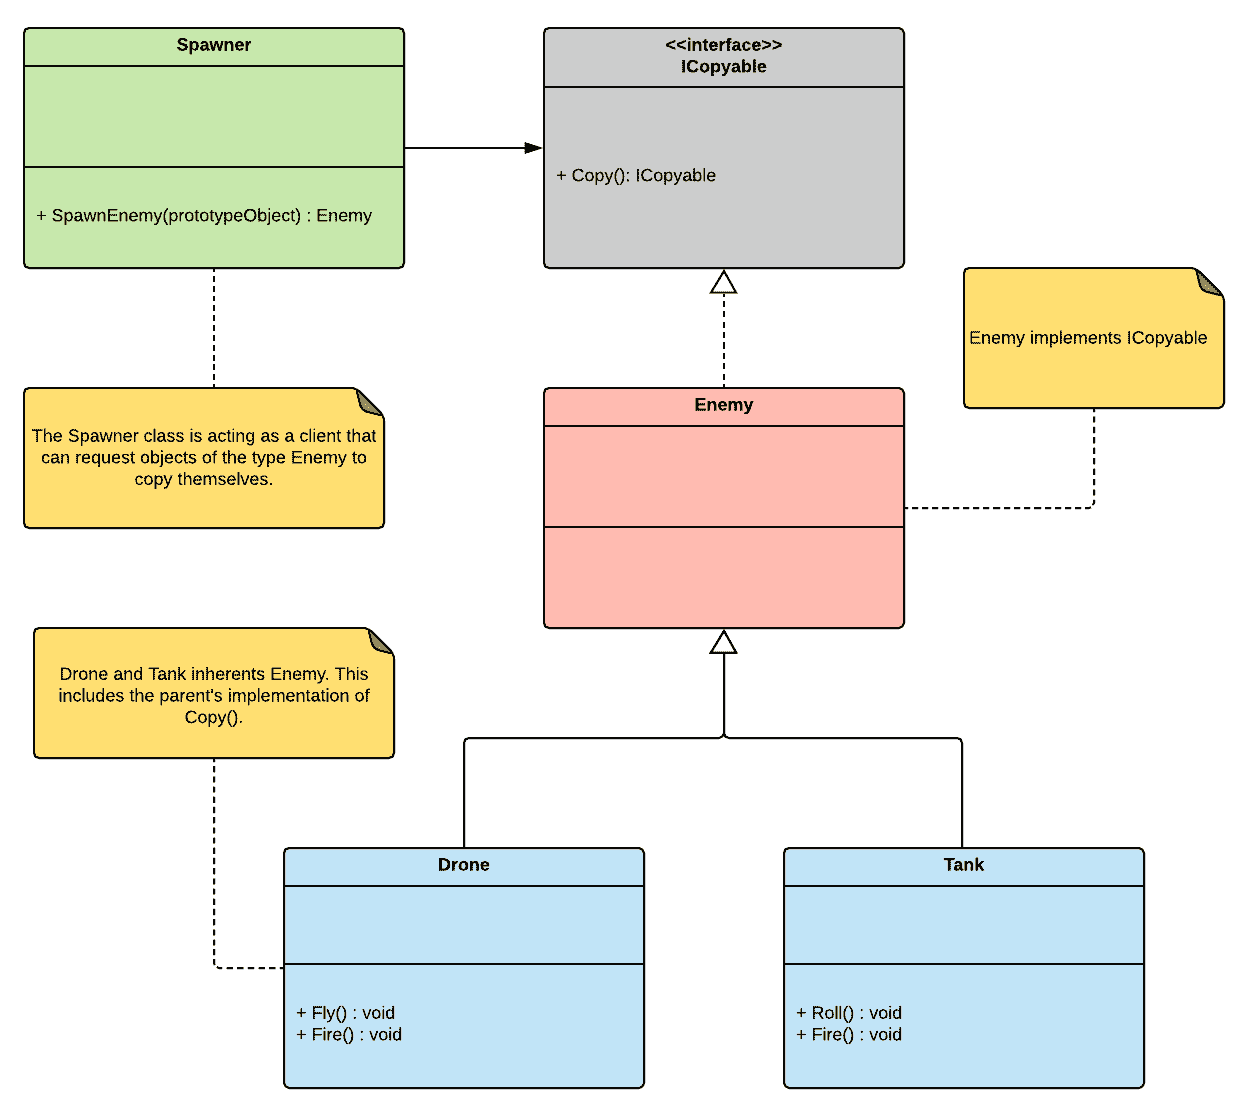 Spawner
+ SpawnEnemy(prototypeObject) : Enemy
<<interface>>
ICopyable
+ Copy(): ICopyable
Enemy implements ICopyable
The Spawner class is acting as a client that
can request objects of the type Enemy to
copy themselves.
Enemy
Drone and Tank inherents Enemy. This
includes the parent's implementation of
Copy().
Drone
+ Fly() : void
+ Fire() : void
Tank
+ Roll() : void
+ Fire() : void